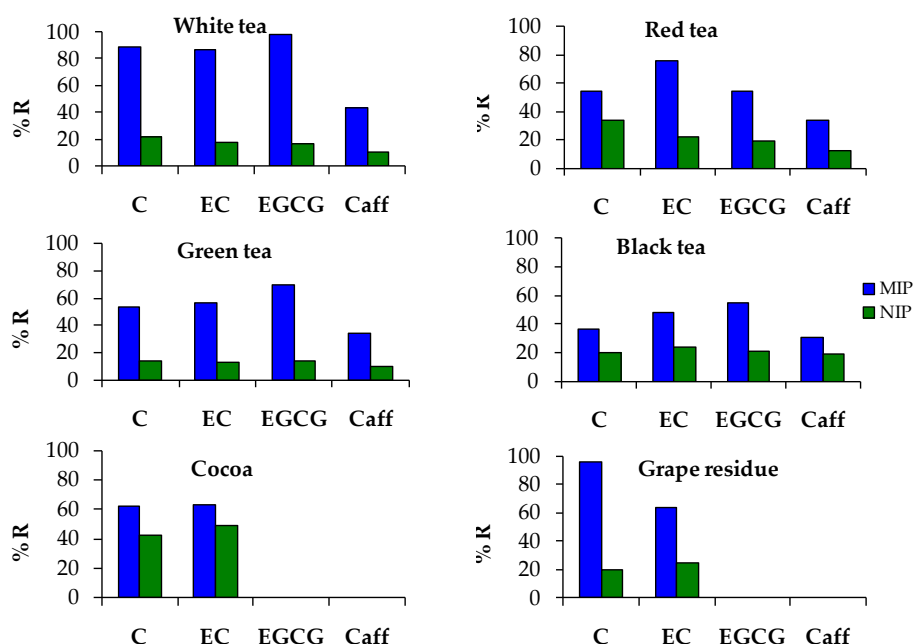 White tea
% R
100
80
60
40
20
0
C EC EGCG Caff
Red tea
% R
100
80
60
40
20
0
C EC EGCG Caff
Green tea
% R
100
80
60
40
20
0
C EC EGCG Caff
Black tea
100
80
60
40
20
0
C EC EGCG Caff
MIP
NIP
Cocoa
% R
100
80
60
40
20
0
C EC EGCG Caff
Grape residue
% R
100
80
60
40
20
0
C EC EGCG Caff